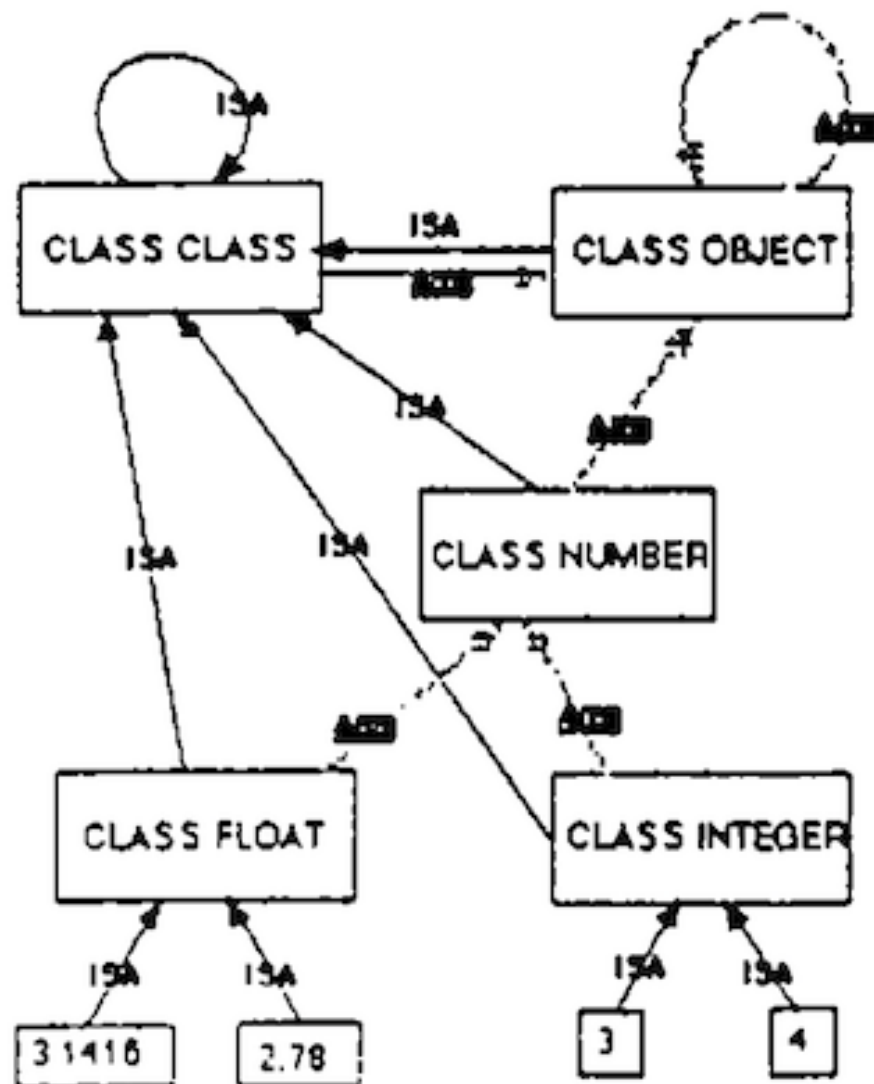 ISA
ISA
CLASS CLASS
CLASS OBJECT
ISA
ISA
ISA
CLASS NUMBER
CLASS FLOAT
CLASS INTEGER
ISA
ISA
ISA
ISA
3 1416
2.78
3
4